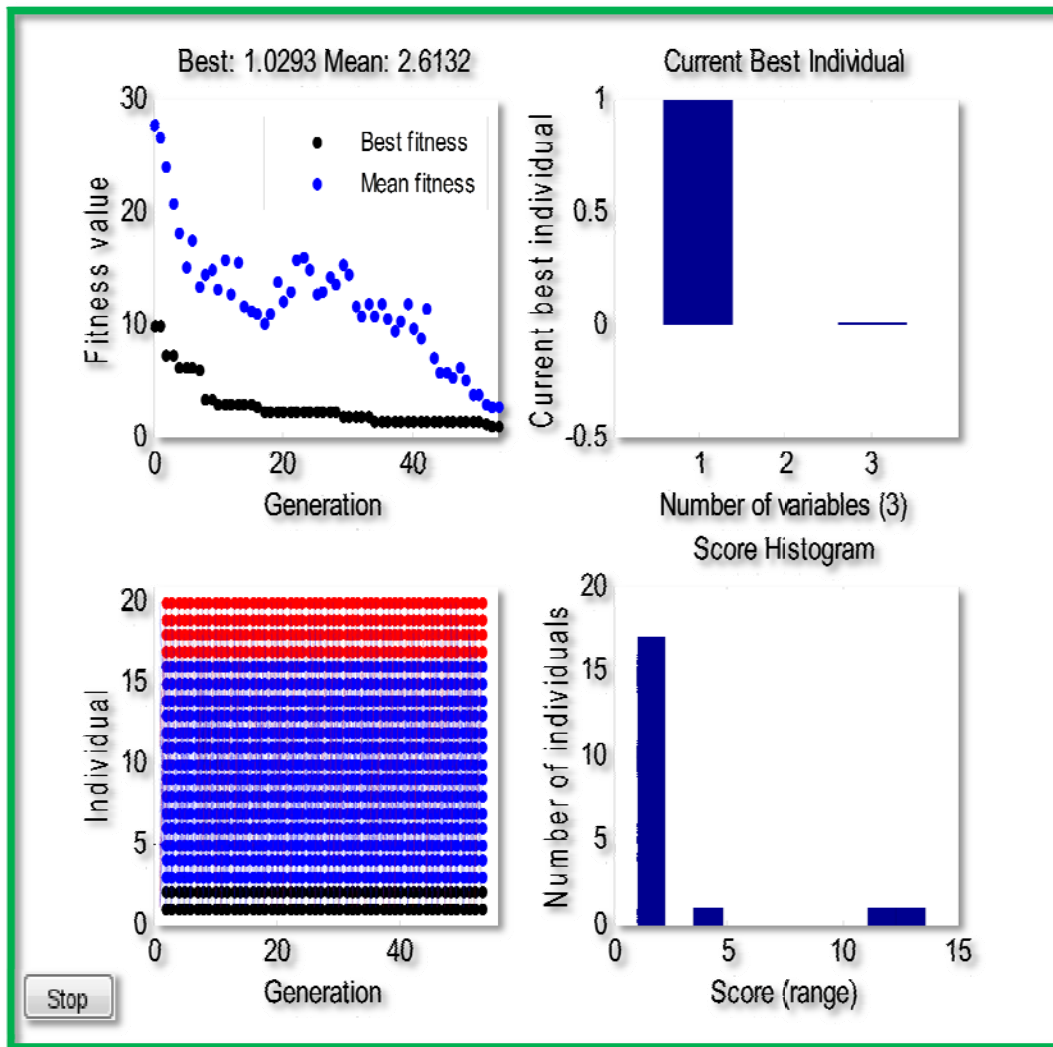 Best: 1.0293 Mean: 2.6132
30
20
10
0
Fitness value
Best fitness
Mean fitness
0 20 40
Generation
Current Best Individual
1
0.5
0
-0.5
Current best individual
1 2 3
Number of variables (3)
20
15
10
5
0
Individual
0 20 40
Generation
Score Histogram
20
15
10
5
0
Number of individuals
0 5 10 15
Score (range)
Stop